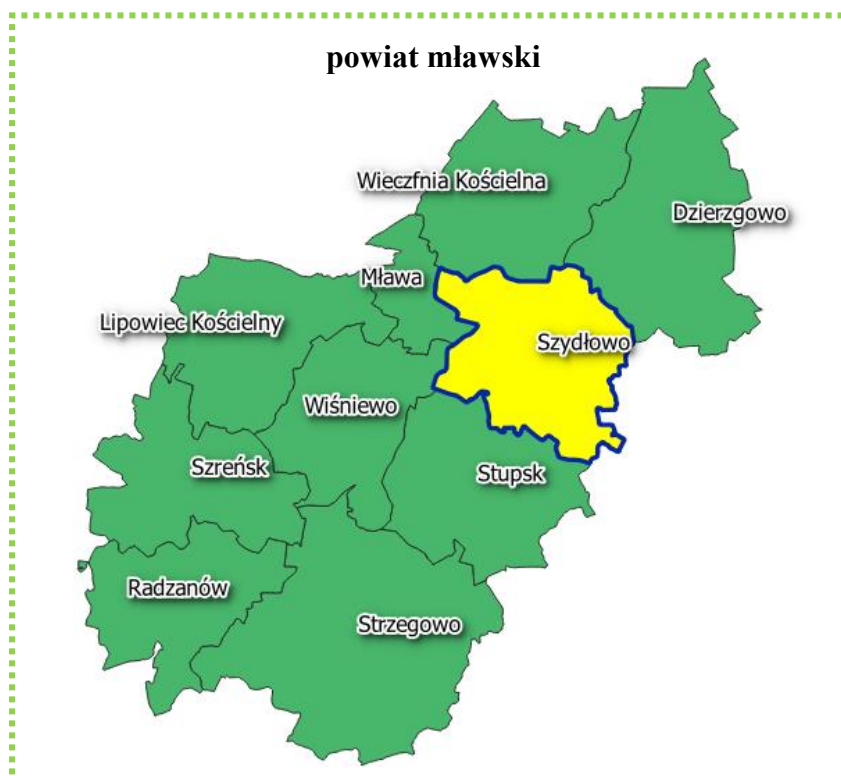 powiat mławski
Wieczfnia Kościelna
Dzierzgowo
Mława
Lipowiec Kościelny
Szydłowo
Wiśniewo
Szreńsk
Stupsk
Radzanów
Strzegowo